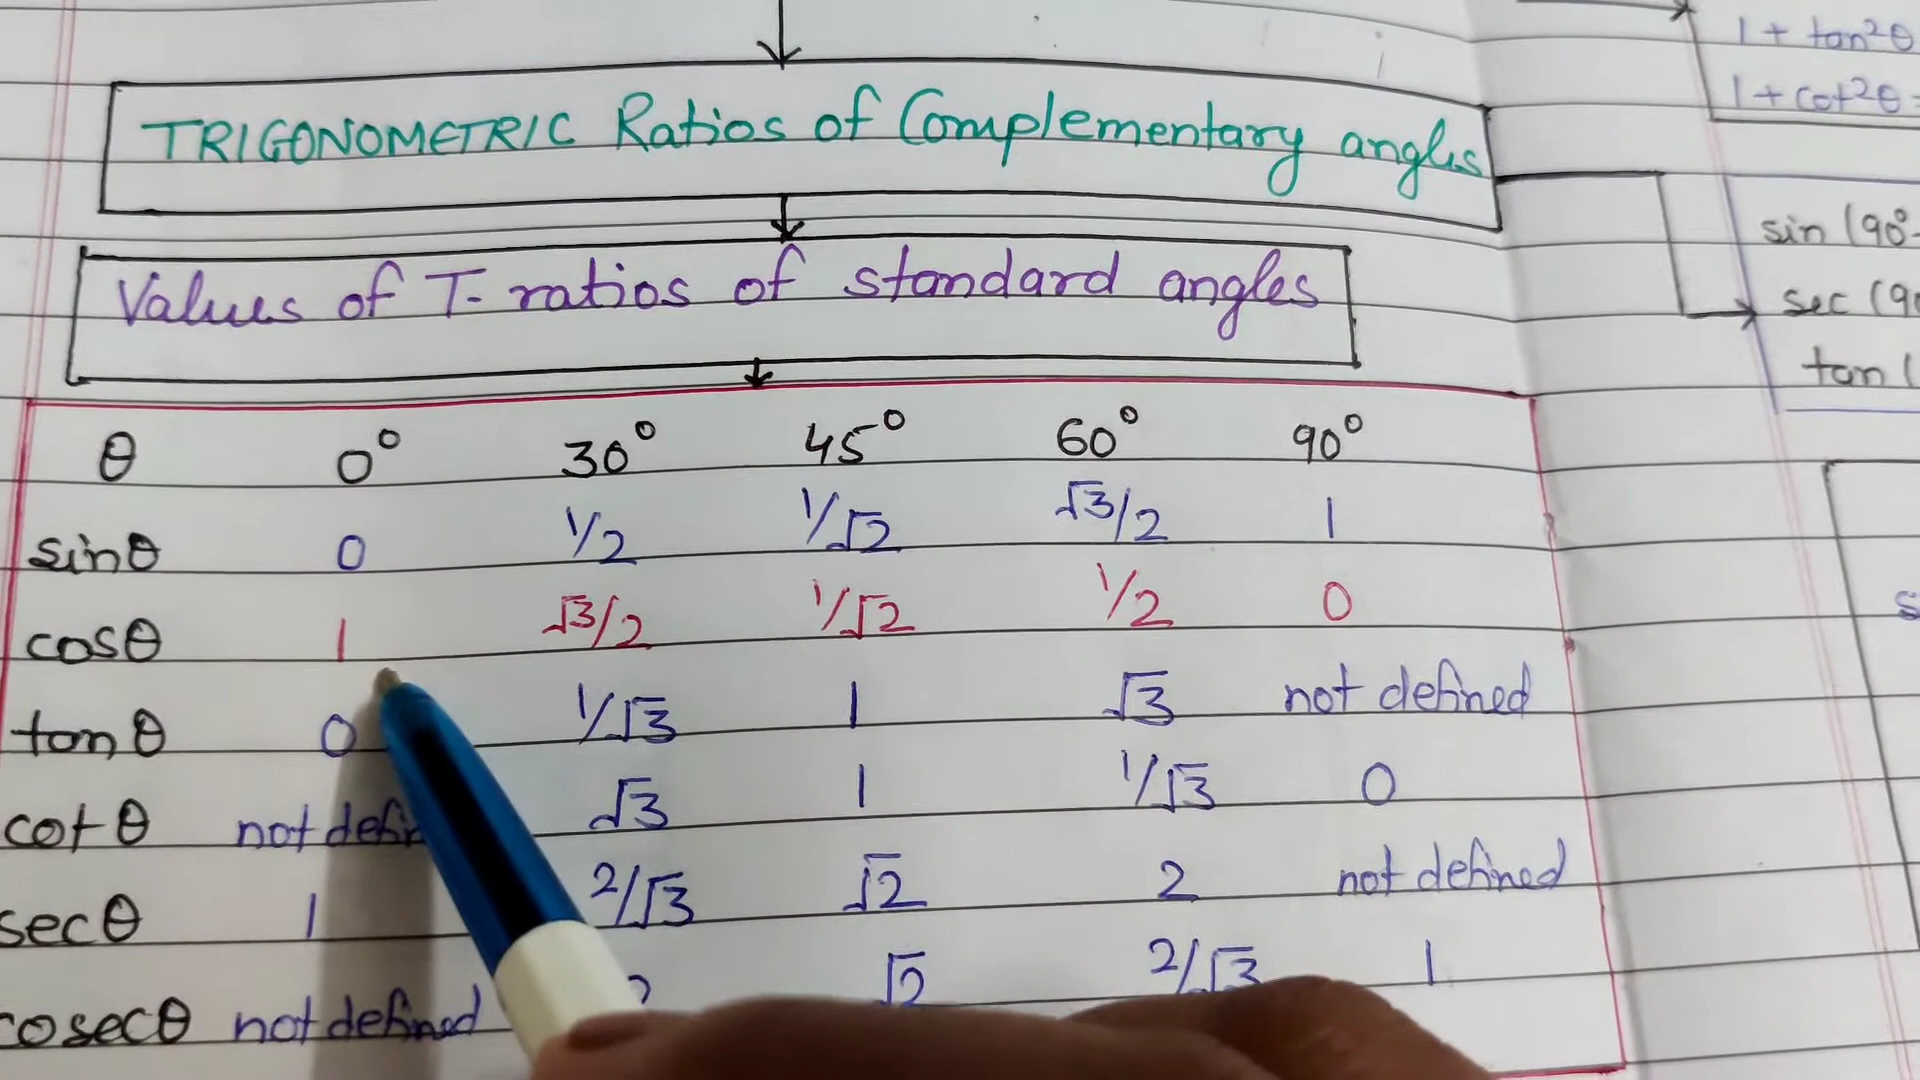 1 + tan²θ
1 + cot²θ =
TRIGONOMETRIC Ratios of Complementary angles
sin (90°-
Values of T- ratios of standard angles
sec (90
tan (
θ 0° 30° 45° 60° 90°
sinθ 0 1/2 1/√2 √3/2 1
cosθ 1 √3/2 1/√2 1/2 0
tanθ 0 1/√3 1 √3 not defined
cotθ not defin √3 1 1/√3 0
secθ 1 2/√3 √2 2 not defined
cosecθ not defined √2 2/√3 1